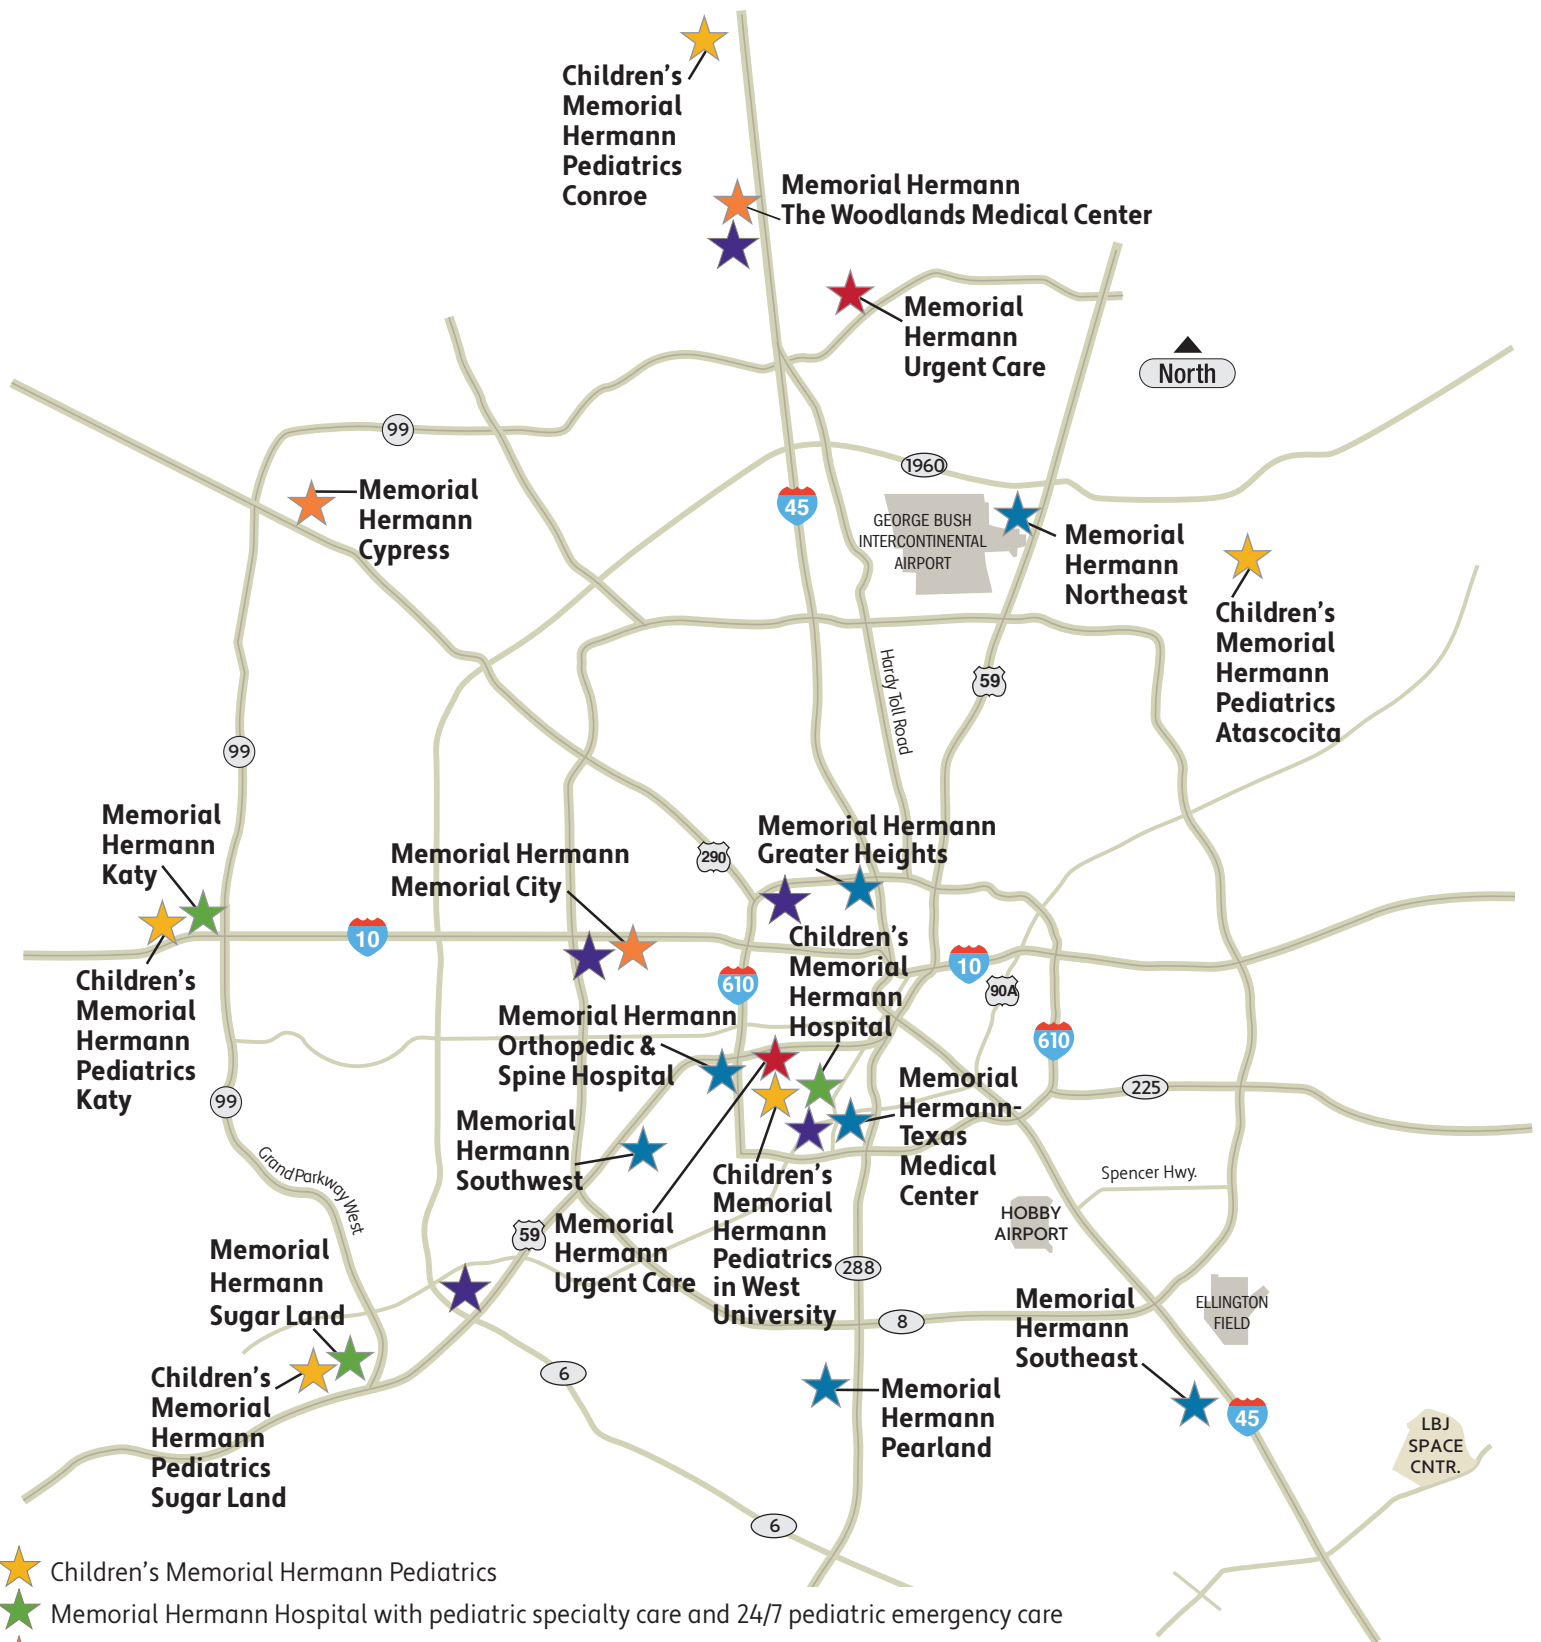 Children's
Memorial
Hermann
Pediatrics
Conroe
Memorial Hermann
The Woodlands Medical Center
Memorial
Hermann
Urgent Care
North
99
1960
Memorial
Hermann
Cypress
45
GEORGE BUSH
INTERCONTINENTAL
AIRPORT
Memorial
Hermann
Northeast
Children's
Memorial
Hermann
Pediatrics
Atascocita
Hardy Toll Road
59
99
Memorial
Hermann
Katy
Memorial Hermann
Memorial City
290
Memorial Hermann
Greater Heights
10
Children's
Memorial
Hermann
Hospital
610
10
90A
610
Children's
Memorial
Hermann
Pediatrics
Katy
Memorial Hermann
Orthopedic &
Spine Hospital
99
Memorial
Hermann-
Texas
Medical
Center
225
Memorial
Hermann
Southwest
Grand Parkway West
Spencer Hwy.
Children's
Memorial
Hermann
Pediatrics
in West
University
HOBBY
AIRPORT
59
Memorial
Hermann
Urgent Care
288
Memorial
Hermann
Sugar Land
8
Memorial
Hermann
Southeast
ELLINGTON
FIELD
6
Children's
Memorial
Hermann
Pediatrics
Sugar Land
Memorial
Hermann
Pearland
45
LBJ
SPACE
CNTR.
6
Children's Memorial Hermann Pediatrics
Memorial Hermann Hospital with pediatric specialty care and 24/7 pediatric emergency care